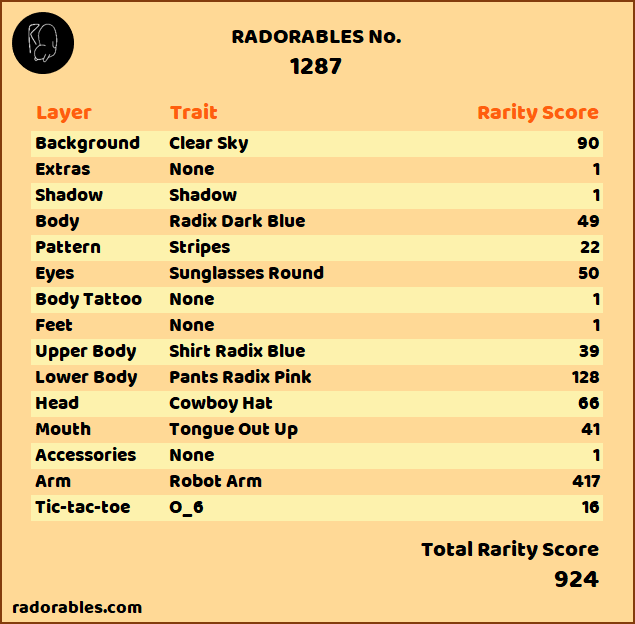 RADORABLES No.
1287
Layer Trait Rarity Score
Background Clear Sky 90
Extras None 1
Shadow Shadow 1
Body Radix Dark Blue 49
Pattern Stripes 22
Eyes Sunglasses Round 50
Body Tattoo None 1
Feet None 1
Upper Body Shirt Radix Blue 39
Lower Body Pants Radix Pink 128
Head Cowboy Hat 66
Mouth Tongue Out Up 41
Accessories None 1
Arm Robot Arm 417
Tic-tac-toe O_6 16
Total Rarity Score
924
radorables.com